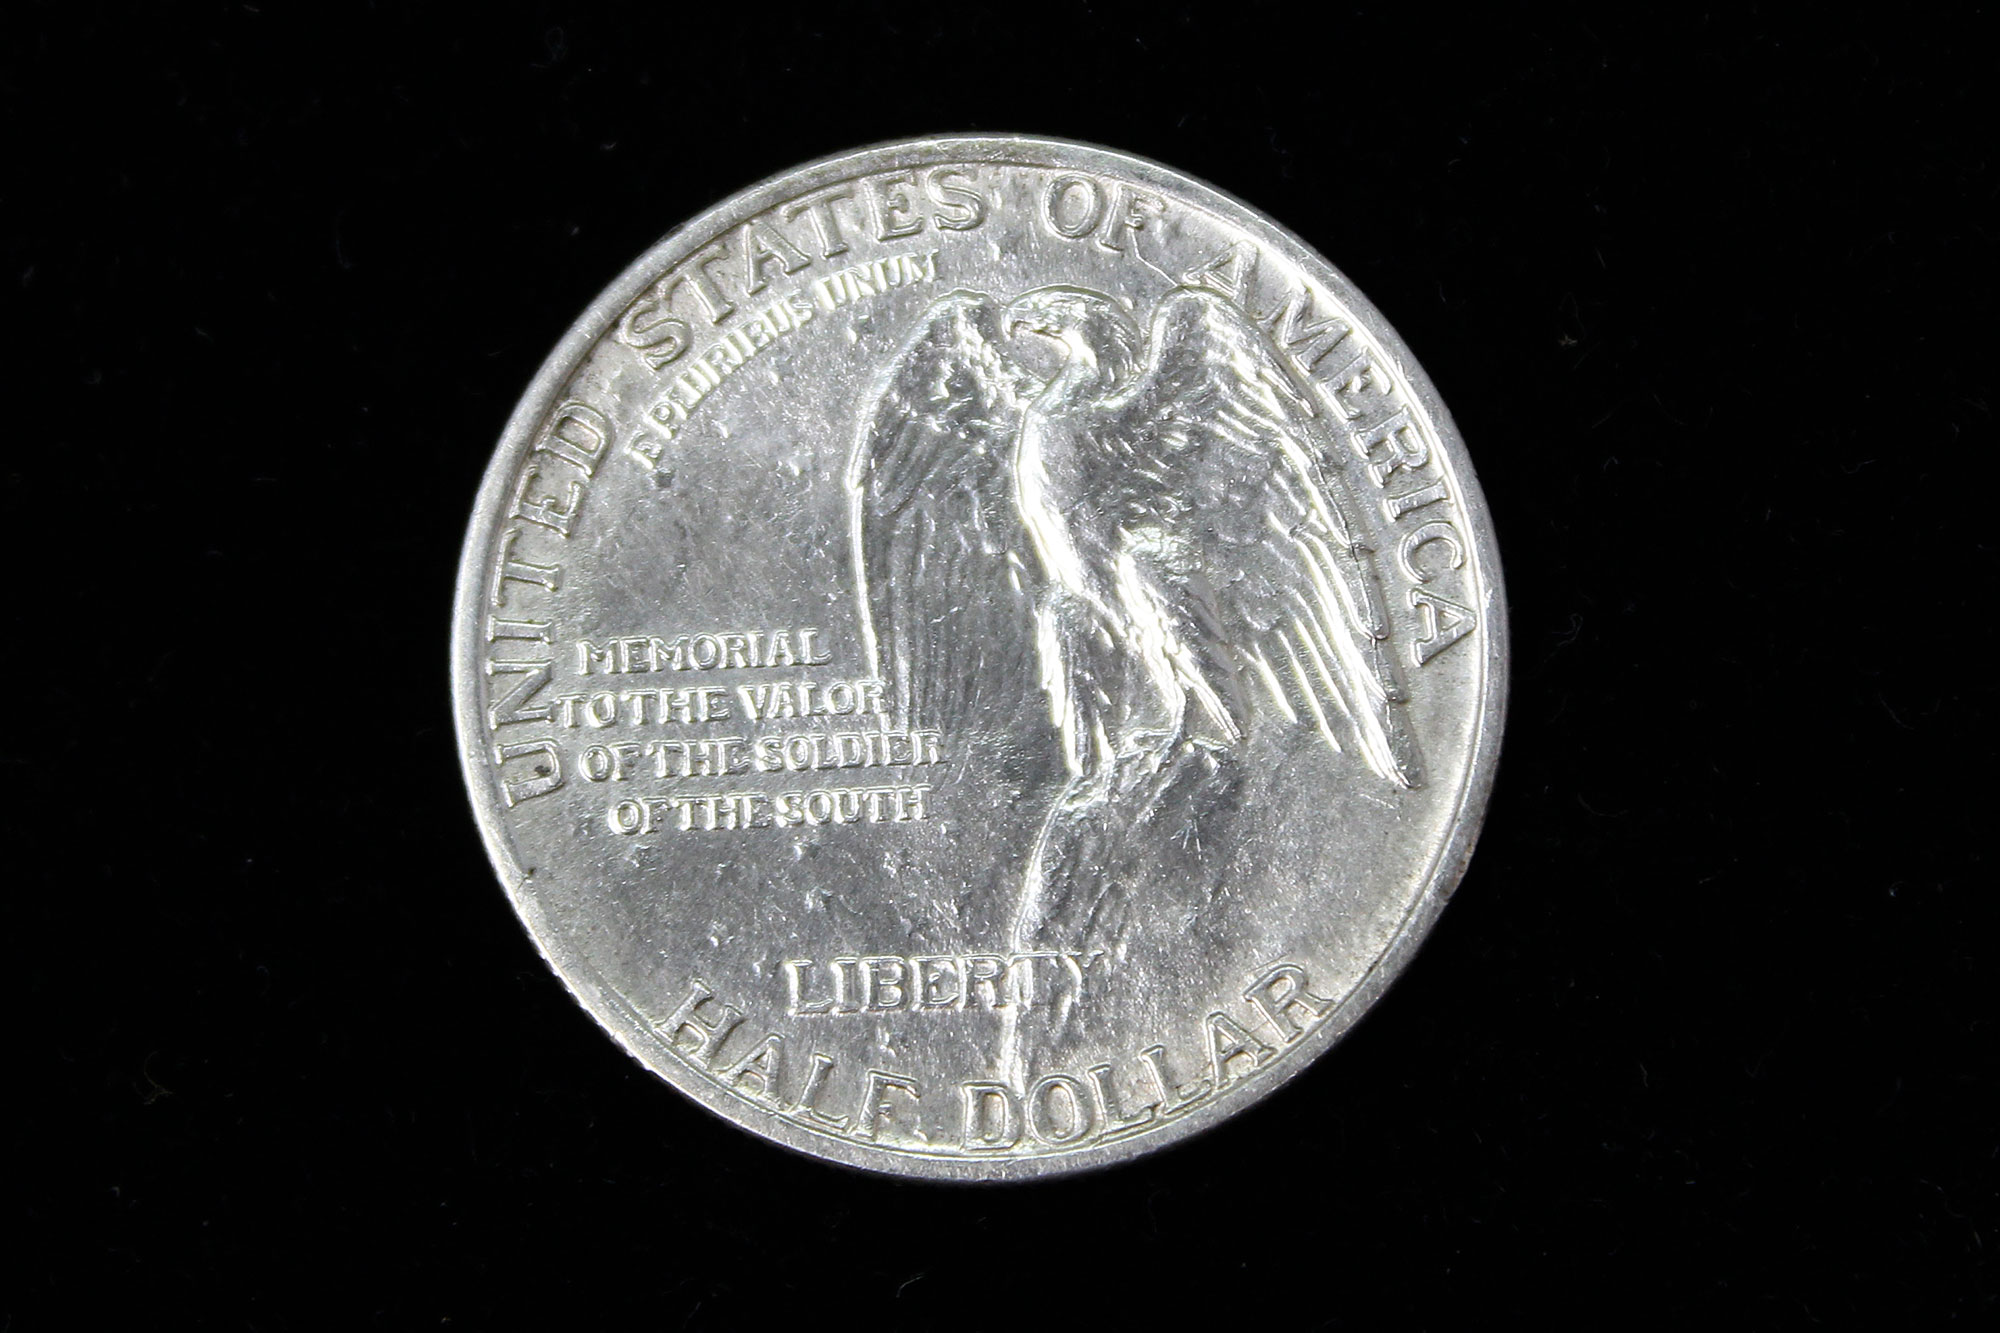 UNITED STATES OF AMERICA
E PLURIBUS UNUM
MEMORIAL
TO THE VALOR
OF THE SOLDIER
OF THE SOUTH
LIBERTY
HALF DOLLAR